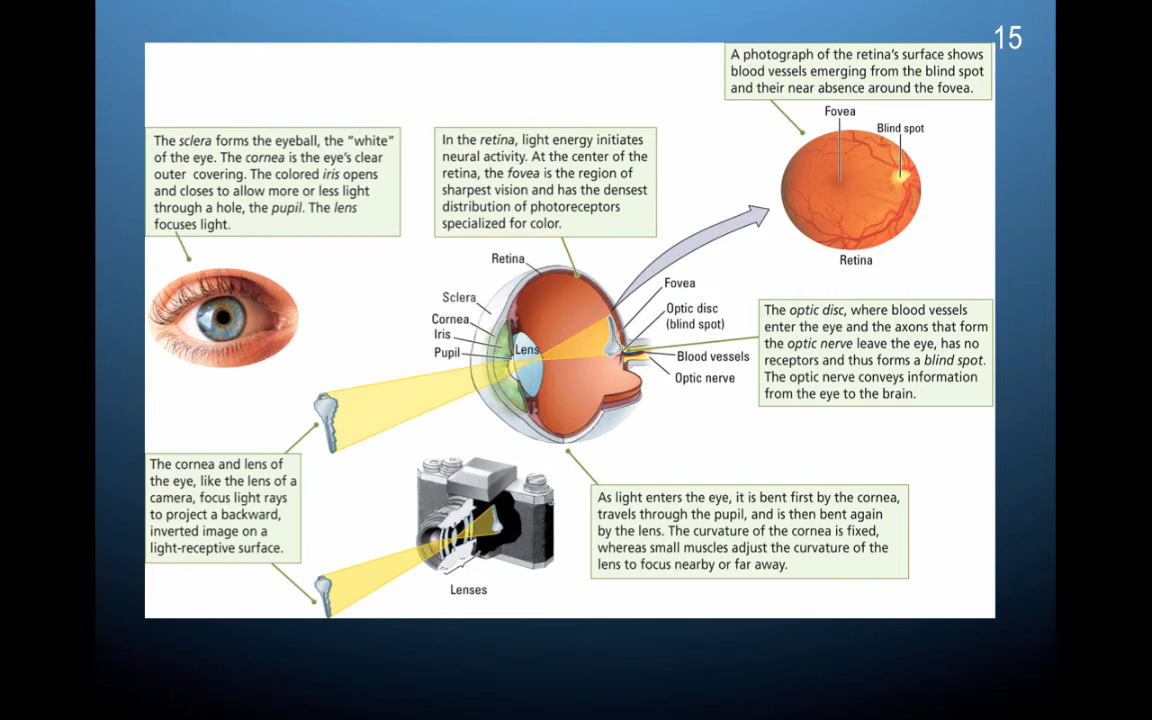 15
A photograph of the retina's surface shows
blood vessels emerging from the blind spot
and their near absence around the fovea.
Fovea
Blind spot
Retina
The sclera forms the eyeball, the "white"
of the eye. The cornea is the eye's clear
outer covering. The colored iris opens
and closes to allow more or less light
through a hole, the pupil. The lens
focuses light.
In the retina, light energy initiates
neural activity. At the center of the
retina, the fovea is the region of
sharpest vision and has the densest
distribution of photoreceptors
specialized for color.
Retina
Sclera
Cornea
Iris
Pupil
Lens
Fovea
Optic disc
(blind spot)
Blood vessels
Optic nerve
The optic disc, where blood vessels
enter the eye and the axons that form
the optic nerve leave the eye, has no
receptors and thus forms a blind spot.
The optic nerve conveys information
from the eye to the brain.
The cornea and lens of
the eye, like the lens of a
camera, focus light rays
to project a backward,
inverted image on a
light-receptive surface.
Lenses
As light enters the eye, it is bent first by the cornea,
travels through the pupil, and is then bent again
by the lens. The curvature of the cornea is fixed,
whereas small muscles adjust the curvature of the
lens to focus nearby or far away.